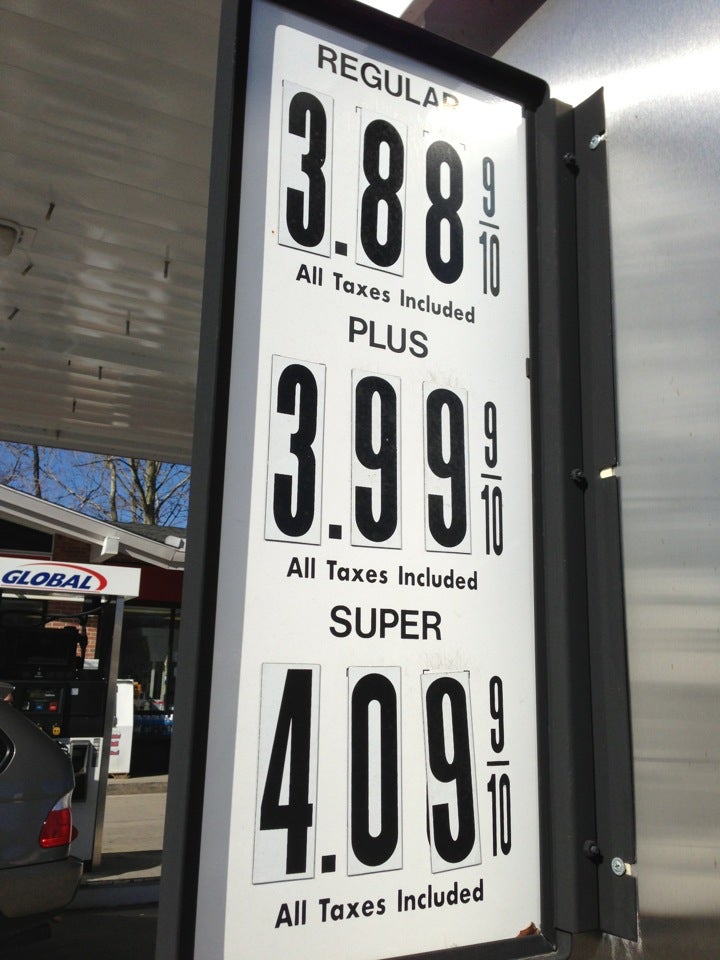 REGULAR
3.88 9/10
All Taxes Included
PLUS
3.99 9/10
All Taxes Included
SUPER
4.09 9/10
All Taxes Included
GLOBAL